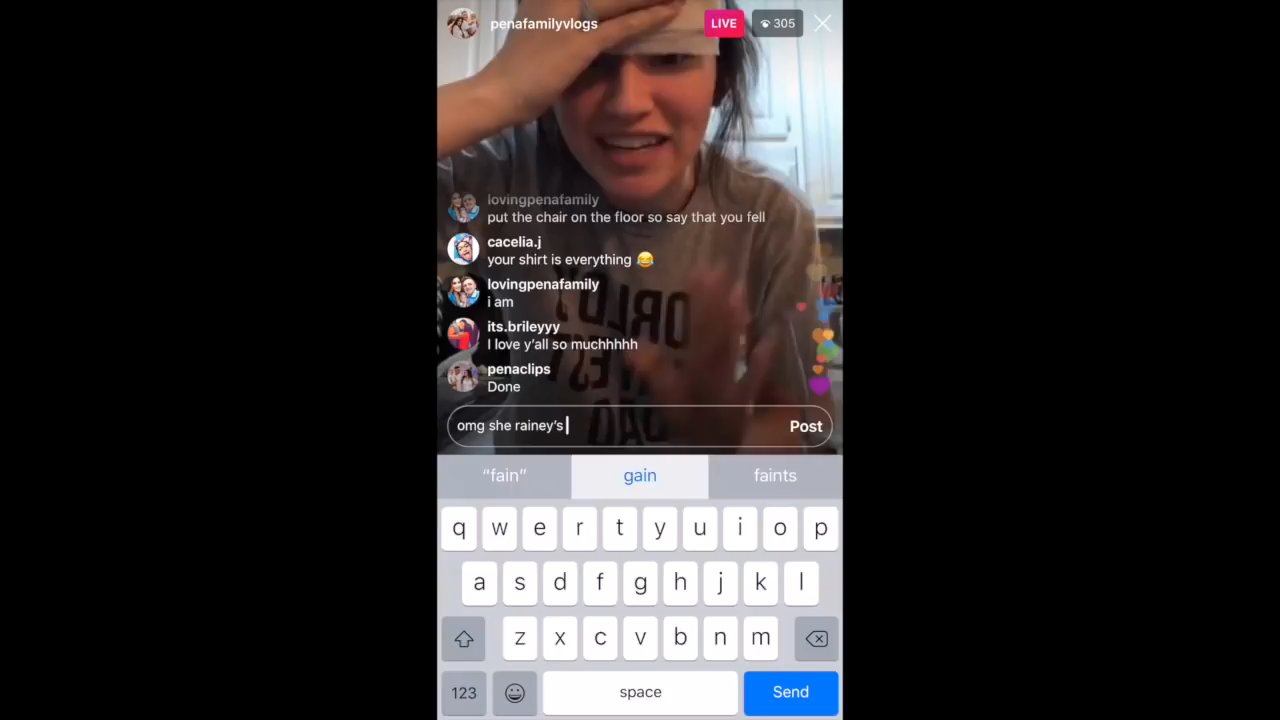 penafamilyvlogs
LIVE
305
lovingpenafamily
put the chair on the floor so say that you fell
cacelia.j
your shirt is everything 😂
lovingpenafamily
i am
its.brileyyy
I love y’all so muchhhhh
penaclips
Done
omg she rainey’s
Post
“fain”
gain
faints
q w e r t y u i o p
a s d f g h j k l
z x c v b n m
123
space
Send